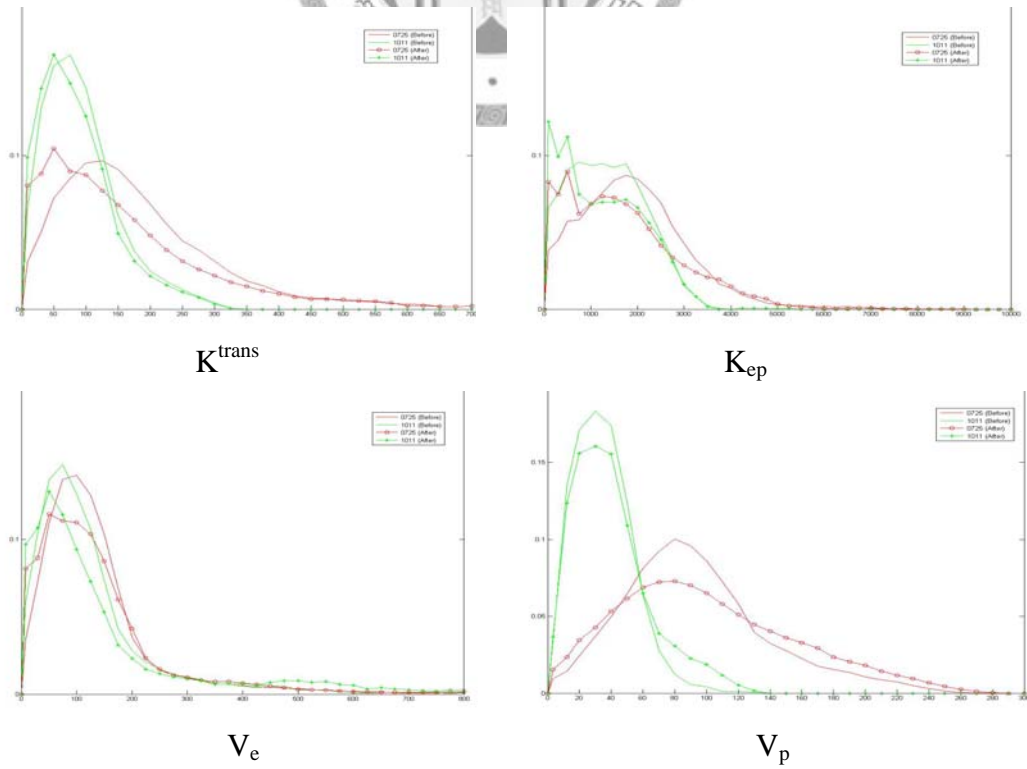 0725 (Before)
1011 (Before)
0725 (After)
1011 (After)
0.1
0
0 50 100 150 200 250 300 350 400 450 500 550 600 650 700
K^trans
0725 (Before)
1011 (Before)
0725 (After)
1011 (After)
0.1
0
0 1000 2000 3000 4000 5000 6000 7000 8000 9000 10000
K_ep
0725 (Before)
1011 (Before)
0725 (After)
1011 (After)
0.1
0
0 100 200 300 400 500 600 700 800
V_e
0725 (Before)
1011 (Before)
0725 (After)
1011 (After)
0.15
0.1
0.05
0
0 20 40 60 80 100 120 140 160 180 200 220 240 260 280 300
V_p